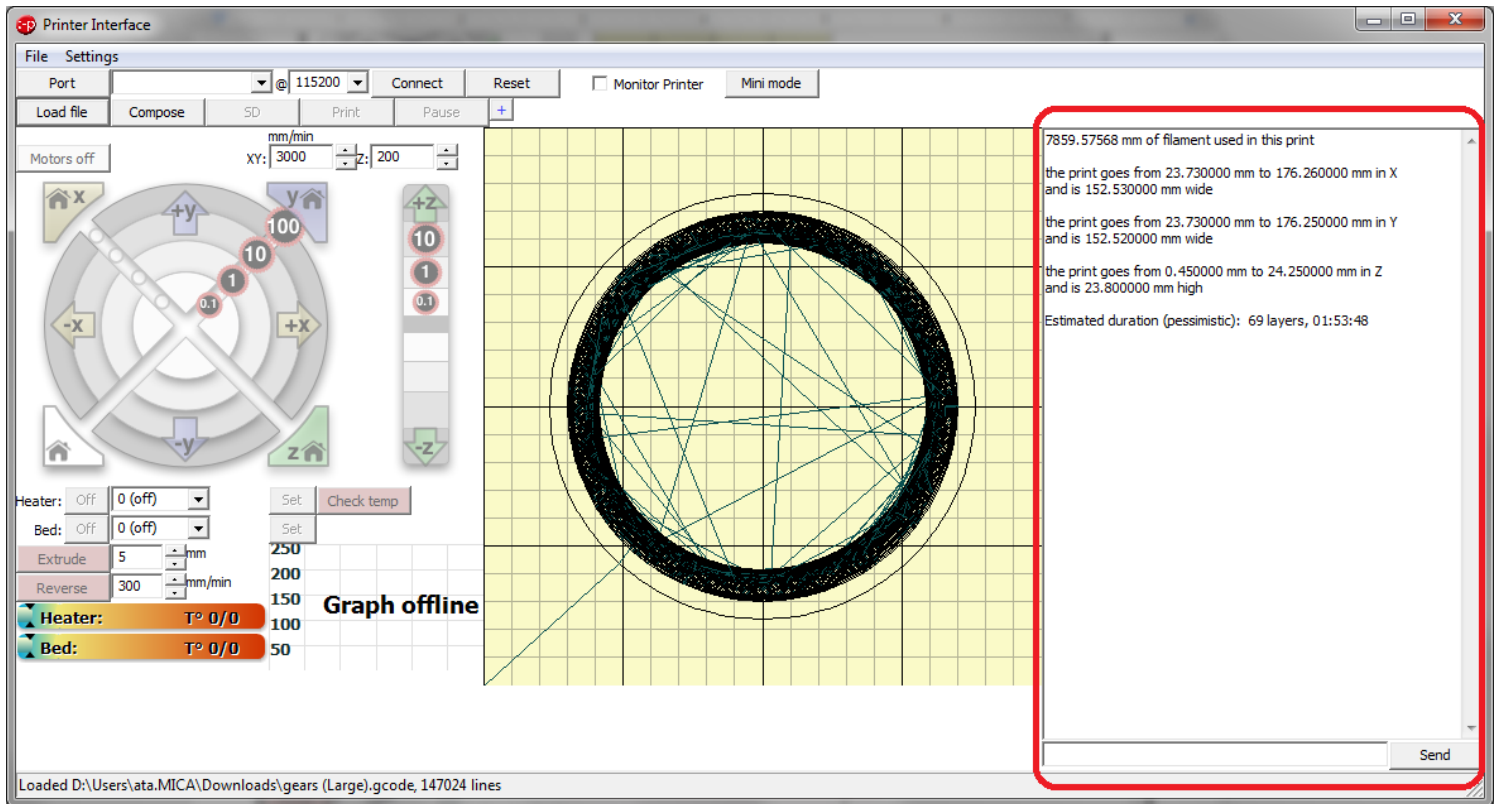 Printer Interface
File Settings
Port @ 115200 Connect Reset Monitor Printer Mini mode
Load file Compose SD Print Pause +
mm/min
Motors off XY: 3000 Z: 200
x y
+y
100
10
1
0.1
-x +x
-y
z
+z
10
1
0.1
-z
Heater: Off 0 (off) Set Check temp
Bed: Off 0 (off) Set
Extrude 5 mm
Reverse 300 mm/min
Heater: T° 0/0
Bed: T° 0/0
250
200
150
100
50
Graph offline
7859.57568 mm of filament used in this print
the print goes from 23.730000 mm to 176.260000 mm in X
and is 152.530000 mm wide
the print goes from 23.730000 mm to 176.250000 mm in Y
and is 152.520000 mm wide
the print goes from 0.450000 mm to 24.250000 mm in Z
and is 23.800000 mm high
Estimated duration (pessimistic): 69 layers, 01:53:48
Send
Loaded D:\Users\ata.MICA\Downloads\gears (Large).gcode, 147024 lines